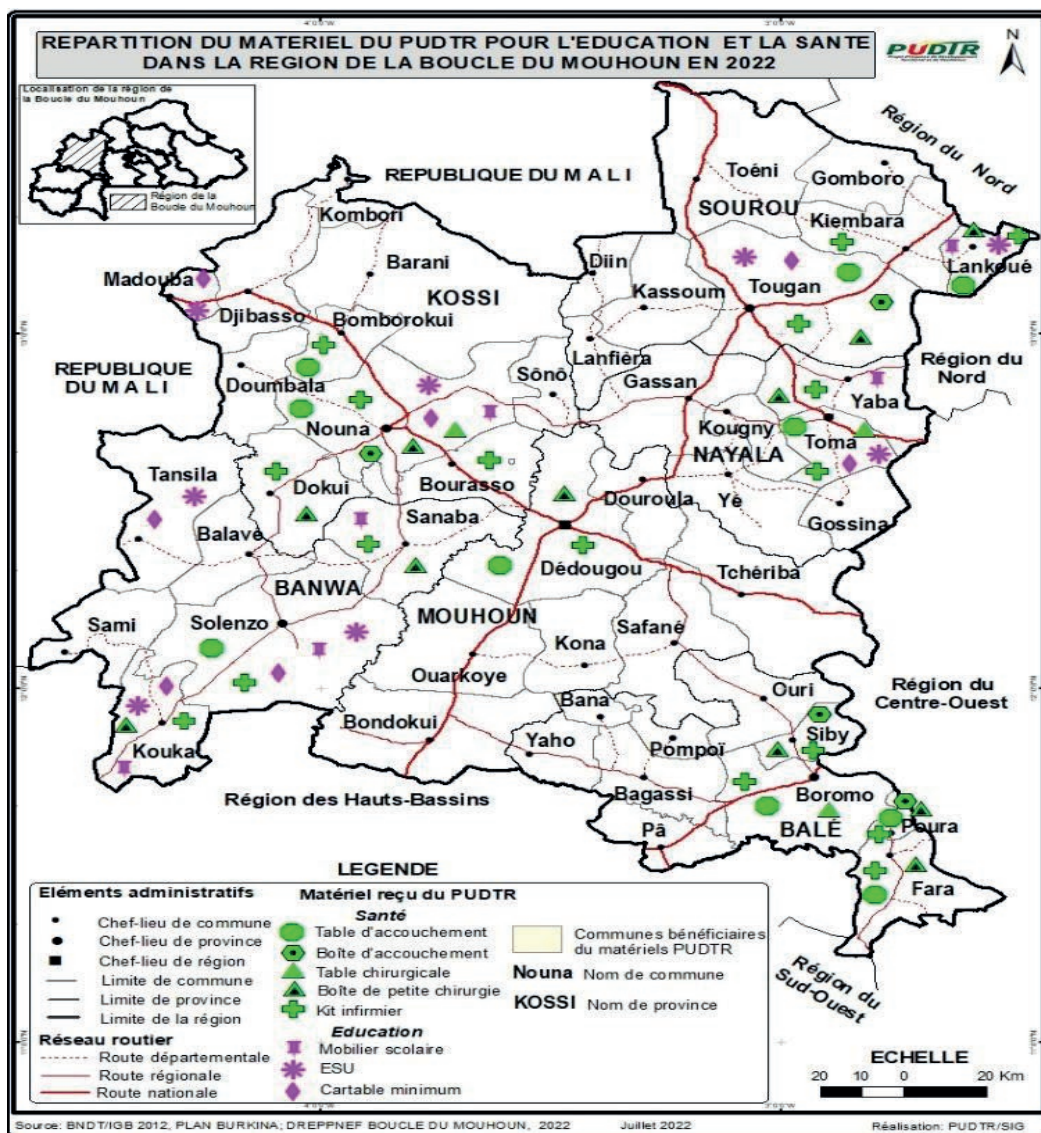 REPARTITION DU MATERIEL DU PUDTR POUR L'EDUCATION ET LA SANTE
DANS LA REGION DE LA BOUCLE DU MOUHOUN EN 2022
PUDTR
N
4°0'0"W
Localisation de la région de
la Boucle du Mouhoun
Région de la
Boucle du Mouhoun
REPUBLIQUE DU MALI
Région du Nord
Toéni
Gomboro
SOUROU
Kiembara
Kombori
Lankoué
Madouba
Barani
Diin
KOSSI
Kassoum
Tougan
Djibasso
Bomborokui
REPUBLIQUE
DU MALI
Lanfièra
Région du
Nord
Doumbala
Sônô
Gassan
Yaba
Nouna
Kougny
Toma
NAYALA
Tansila
Dokui
Bourasso
Douroula
Yè
Gossina
Sanaba
Balavé
Dédougou
Tchériba
BANWA
MOUHOUN
Sami
Solenzo
Safané
Kona
Ouarkoye
Ouri
Région du
Centre-Ouest
Bana
Bondokui
Siby
Kouka
Yaho
Pompoï
Région des Hauts-Bassins
Bagassi
Boromo
Pâ
BALÉ
Poura
Fara
Région du
Sud-Ouest
LEGENDE
Eléments administratifs
Chef-lieu de commune
Chef-lieu de province
Chef-lieu de région
Limite de commune
Limite de province
Limite de la région
Réseau routier
Route départementale
Route régionale
Route nationale
Matériel reçu du PUDTR
Santé
Table d'accouchement
Boîte d'accouchement
Table chirurgicale
Boîte de petite chirurgie
Kit infirmier
Education
Mobilier scolaire
ESU
Cartable minimum
Communes bénéficiaires
du matériels PUDTR
Nouna Nom de commune
KOSSI Nom de province
ECHELLE
20 10 0 20 Km
Source: BNDT/IGB 2012, PLAN BURKINA; DREPPNEF BOUCLE DU MOUHOUN, 2022 Juillet 2022 Réalisation: PUDTR/SIG